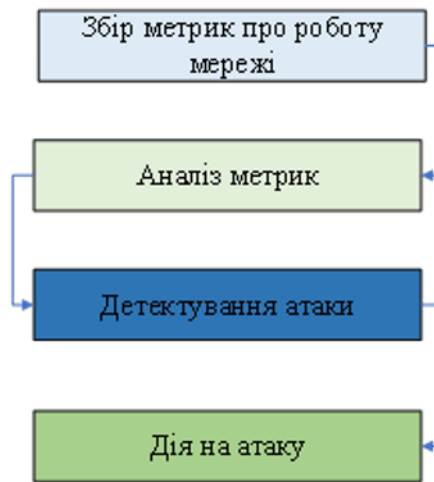 Збір метрик про роботу
мережі
Аналіз метрик
Детектування атаки
Дія на атаку